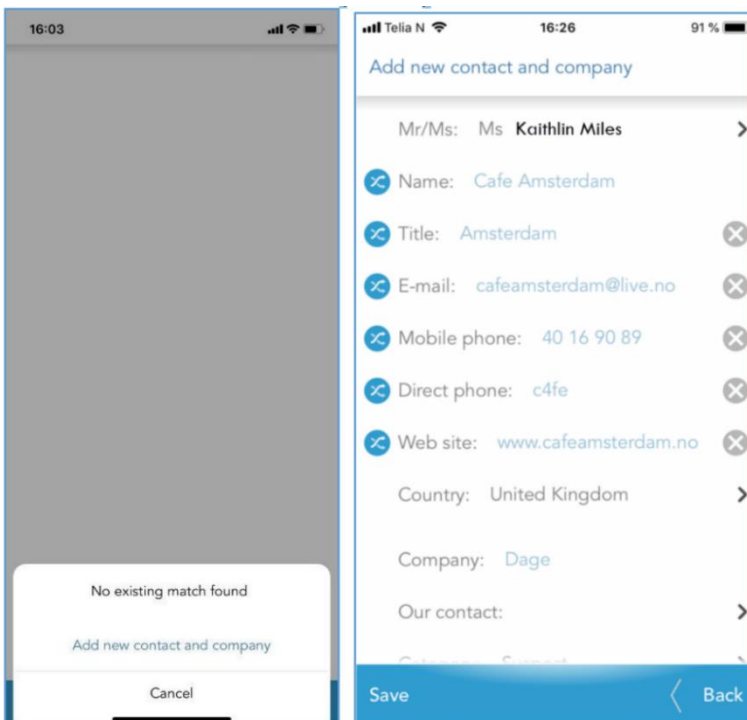 16:03
No existing match found
Add new contact and company
Cancel
Telia N 16:26 91 %
Add new contact and company
Mr/Ms: Ms Kaithlin Miles
Name: Cafe Amsterdam
Title: Amsterdam
E-mail: cafeamsterdam@live.no
Mobile phone: 40 16 90 89
Direct phone: c4fe
Web site: www.cafeamsterdam.no
Country: United Kingdom
Company: Dage
Our contact:
Save Back